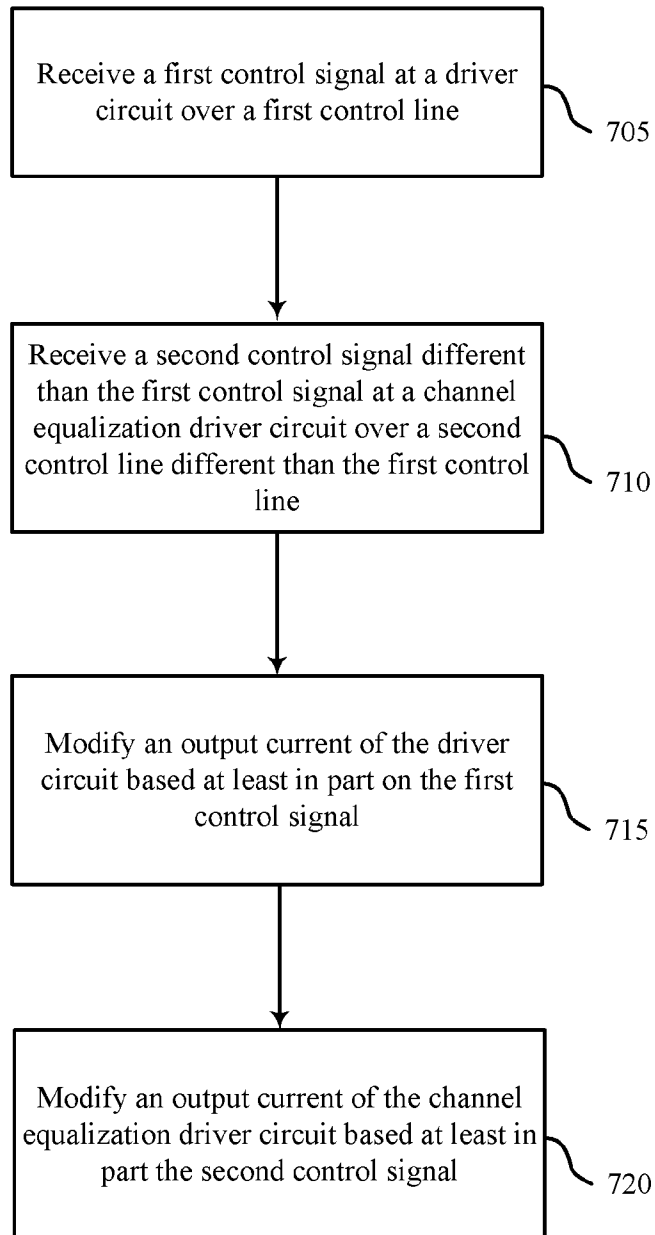 Receive a first control signal at a driver
circuit over a first control line
705
Receive a second control signal different
than the first control signal at a channel
equalization driver circuit over a second
control line different than the first control
line
710
Modify an output current of the driver
circuit based at least in part on the first
control signal
715
Modify an output current of the channel
equalization driver circuit based at least in
part the second control signal
720